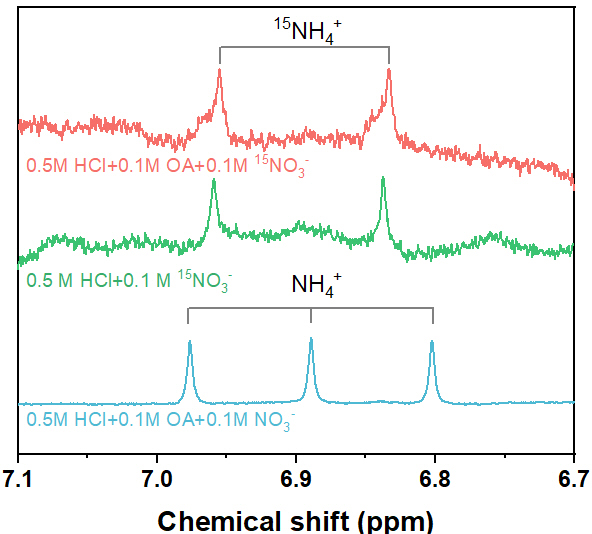 ¹⁵NH₄⁺
0.5M HCl+0.1M OA+0.1M ¹⁵NO₃⁻
0.5 M HCl+0.1 M ¹⁵NO₃⁻
NH₄⁺
0.5M HCl+0.1M OA+0.1M NO₃⁻
7.1 7.0 6.9 6.8 6.7
Chemical shift (ppm)